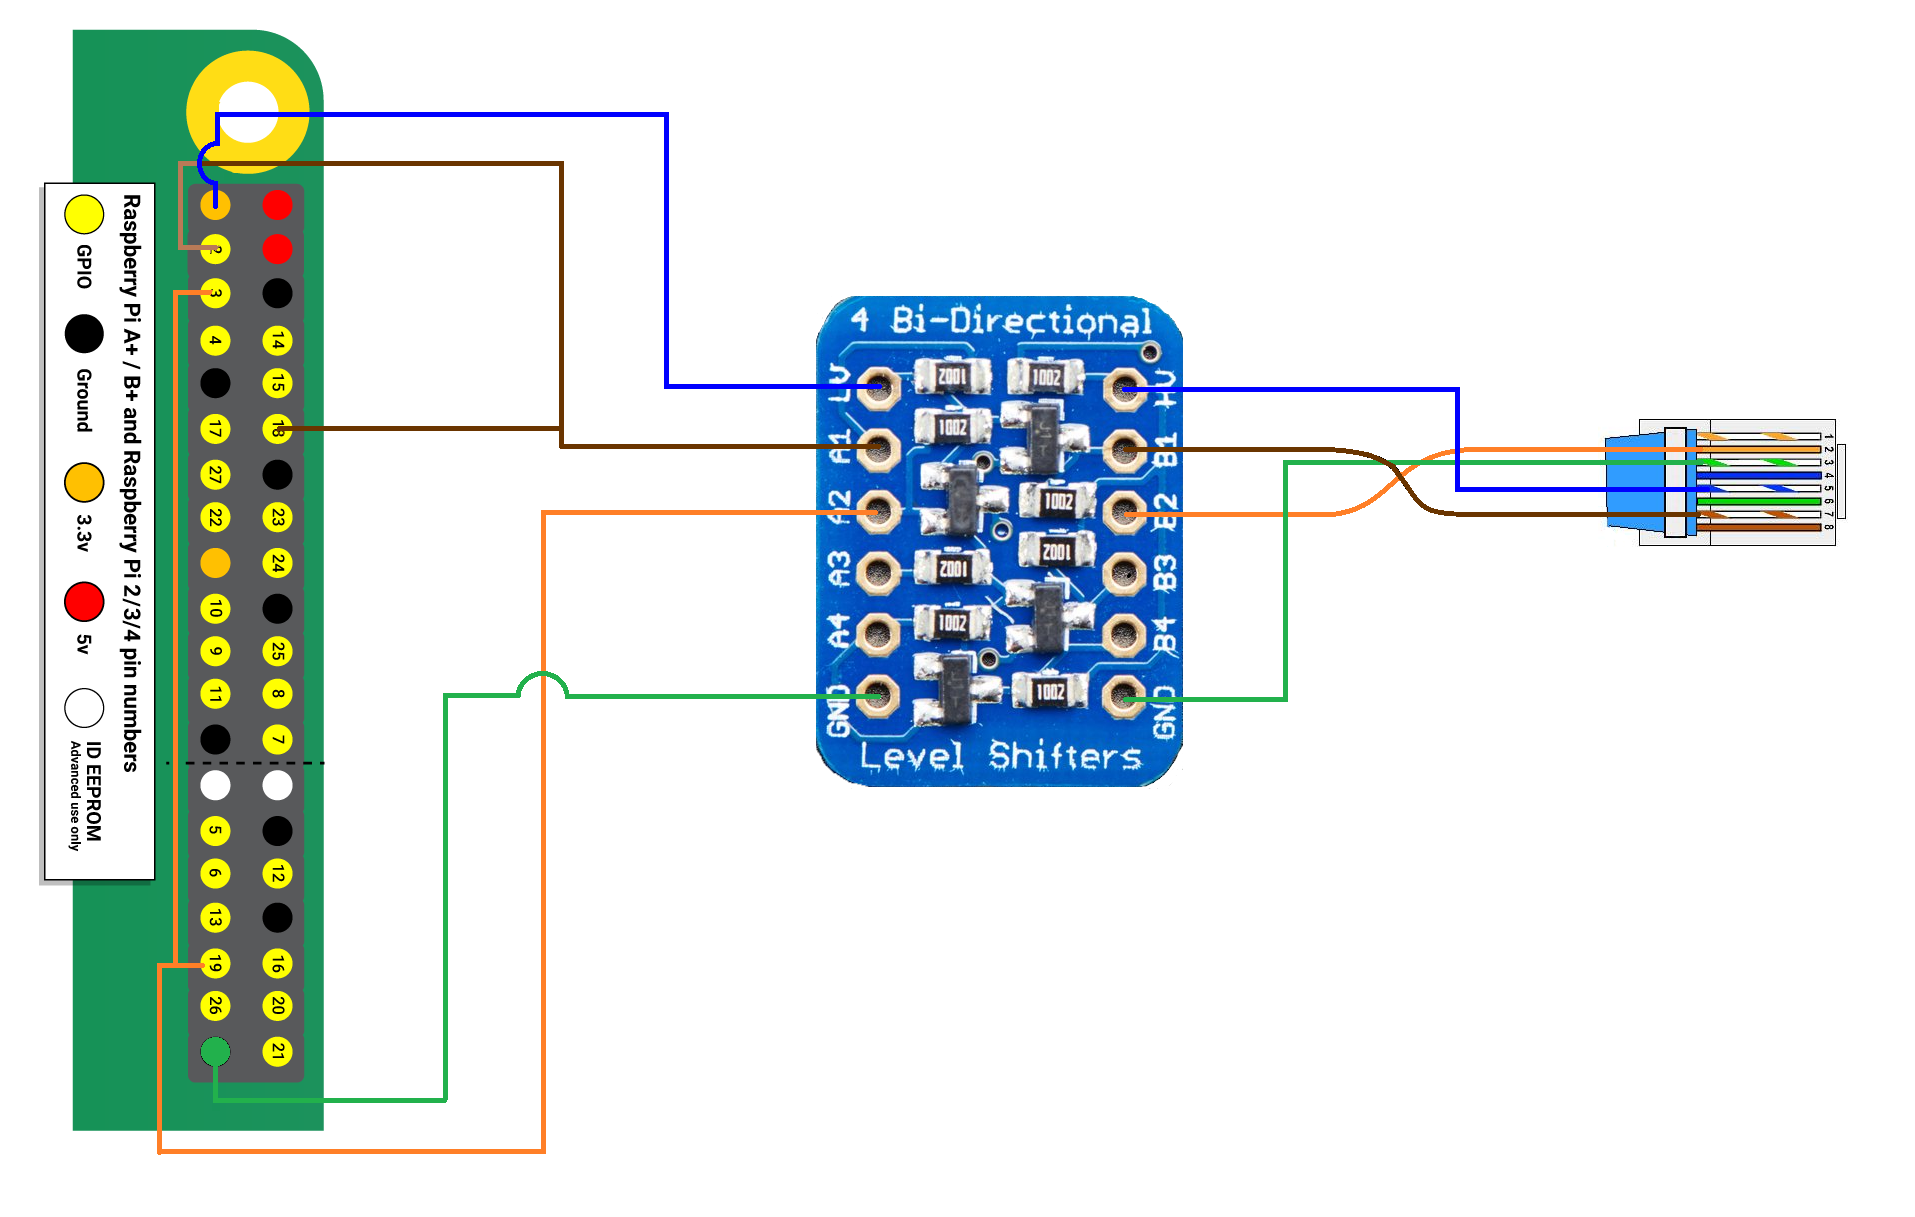 Raspberry Pi A+ / B+ and Raspberry Pi 2/3/4 pin numbers
GPIO
Ground
3.3v
5v
ID EEPROM
Advanced use only
2
3
4 14
15
17 18
27
22 23
24
10
9 25
11 8
7
5
6 12
13
19 16
26 20
21
4 Bi-Directional
LV HV
A1 B1
A2 B2
A3 B3
A4 B4
GND GND
1002 1002
1002
1002
1002
1002
1002
1002
Level Shifters
1
2
3
4
5
6
7
8